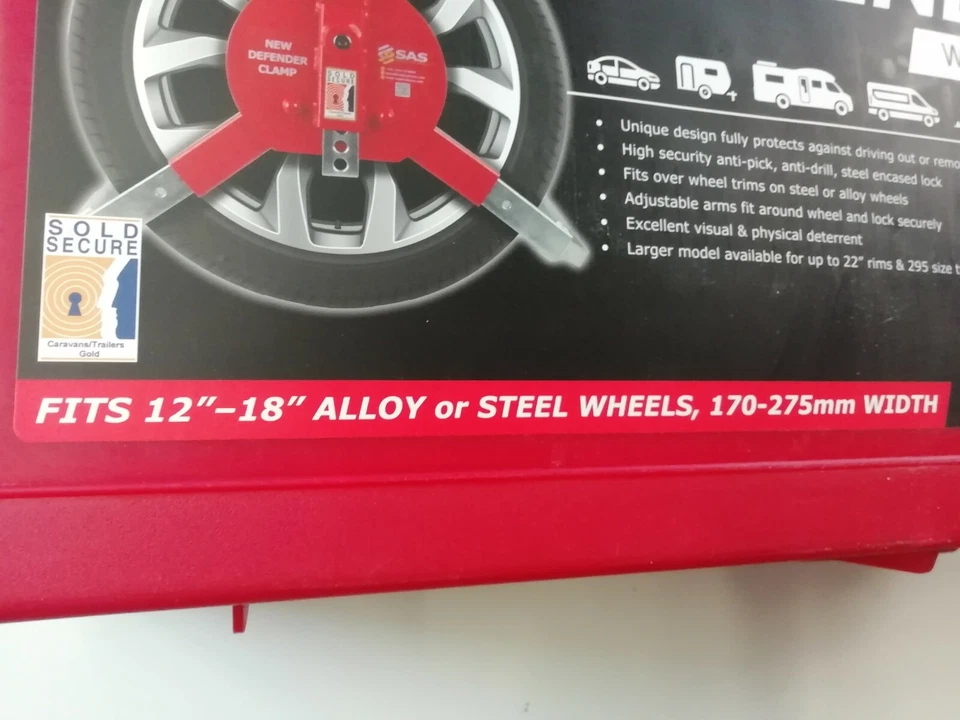 NEW
DEFENDER
CLAMP
SAS
SOLD
SECURE
W
Unique design fully protects against driving out or remo
High security anti-pick, anti-drill, steel encased lock
Fits over wheel trims on steel or alloy wheels
Adjustable arms fit around wheel and lock securely
Excellent visual & physical deterrent
Larger model available for up to 22" rims & 295 size t
SOLD
SECURE
Caravans/Trailers
Gold
FITS 12"–18" ALLOY or STEEL WHEELS, 170-275mm WIDTH